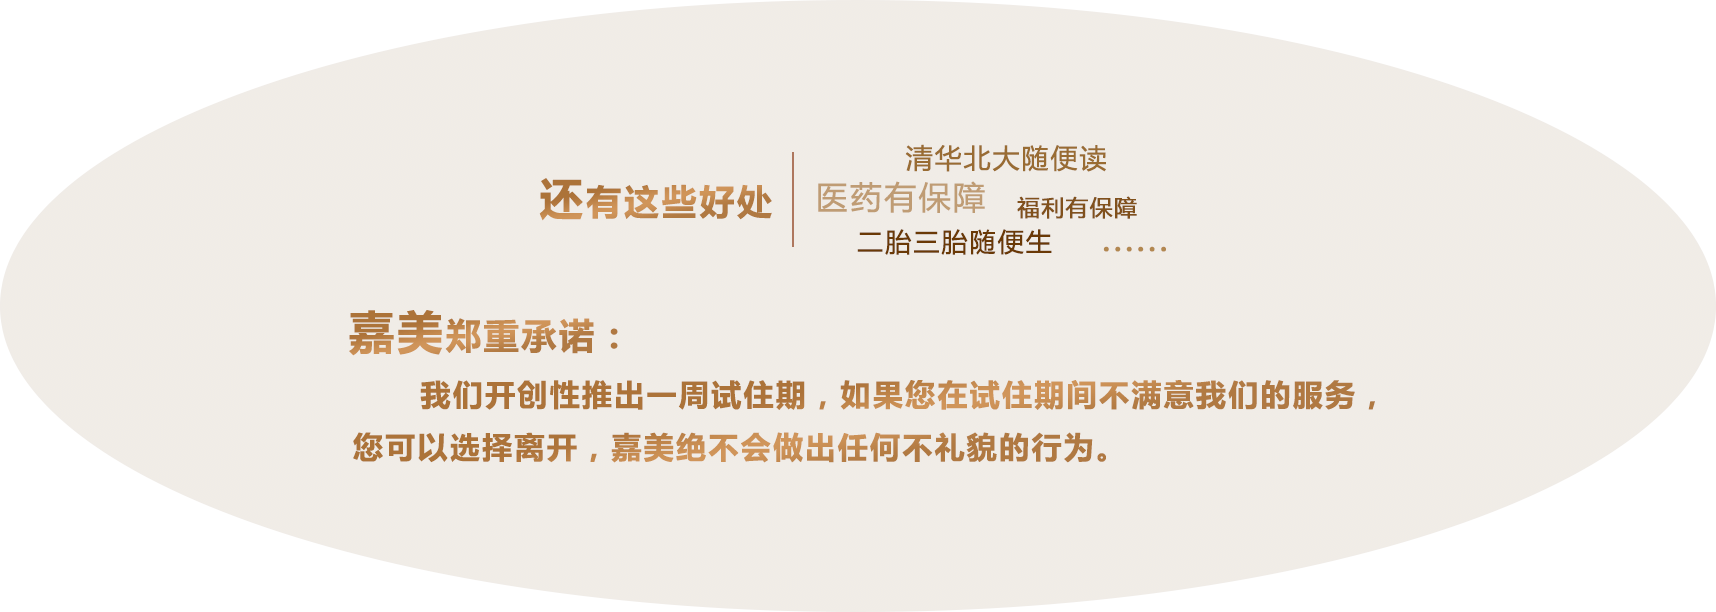 还有这些好处
清华北大随便读
医药有保障
福利有保障
二胎三胎随便生 ......
嘉美郑重承诺：
我们开创性推出一周试住期，如果您在试住期间不满意我们的服务，
您可以选择离开，嘉美绝不会做出任何不礼貌的行为。